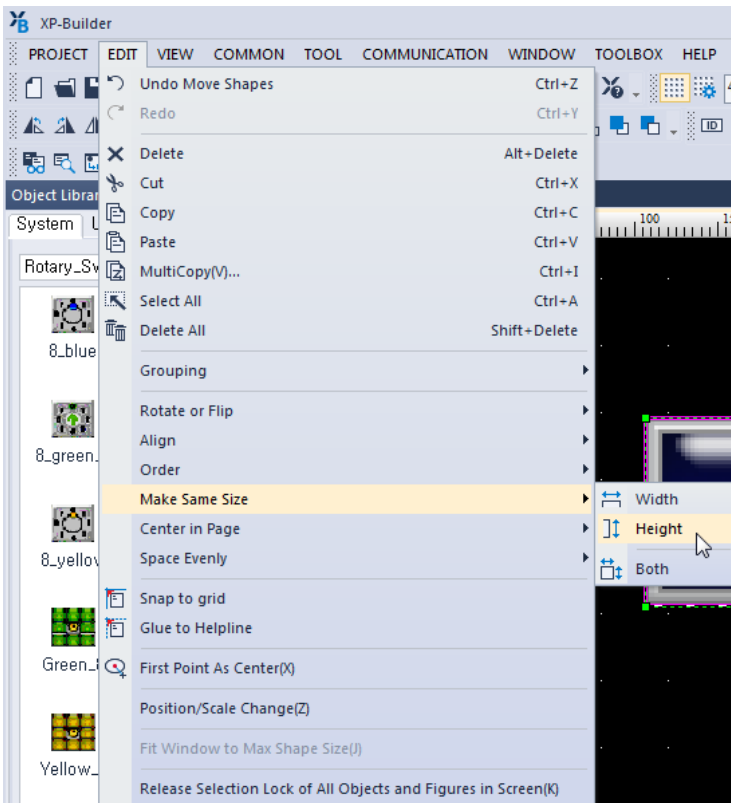 XP-Builder
PROJECT EDIT VIEW COMMON TOOL COMMUNICATION WINDOW TOOLBOX HELP
Undo Move Shapes Ctrl+Z
Redo Ctrl+Y
ID
Delete Alt+Delete
Cut Ctrl+X
Object Librar
Copy Ctrl+C
System
100
Paste Ctrl+V
Rotary_Sv
MultiCopy(V)... Ctrl+I
Select All Ctrl+A
Delete All Shift+Delete
8_blue
Grouping
Rotate or Flip
Align
8_green.
Order
Make Same Size Width
Center in Page Height
Space Evenly Both
8_yellov
Snap to grid
Glue to Helpline
Green_
First Point As Center(X)
Position/Scale Change(Z)
Fit Window to Max Shape Size(J)
Yellow_
Release Selection Lock of All Objects and Figures in Screen(K)